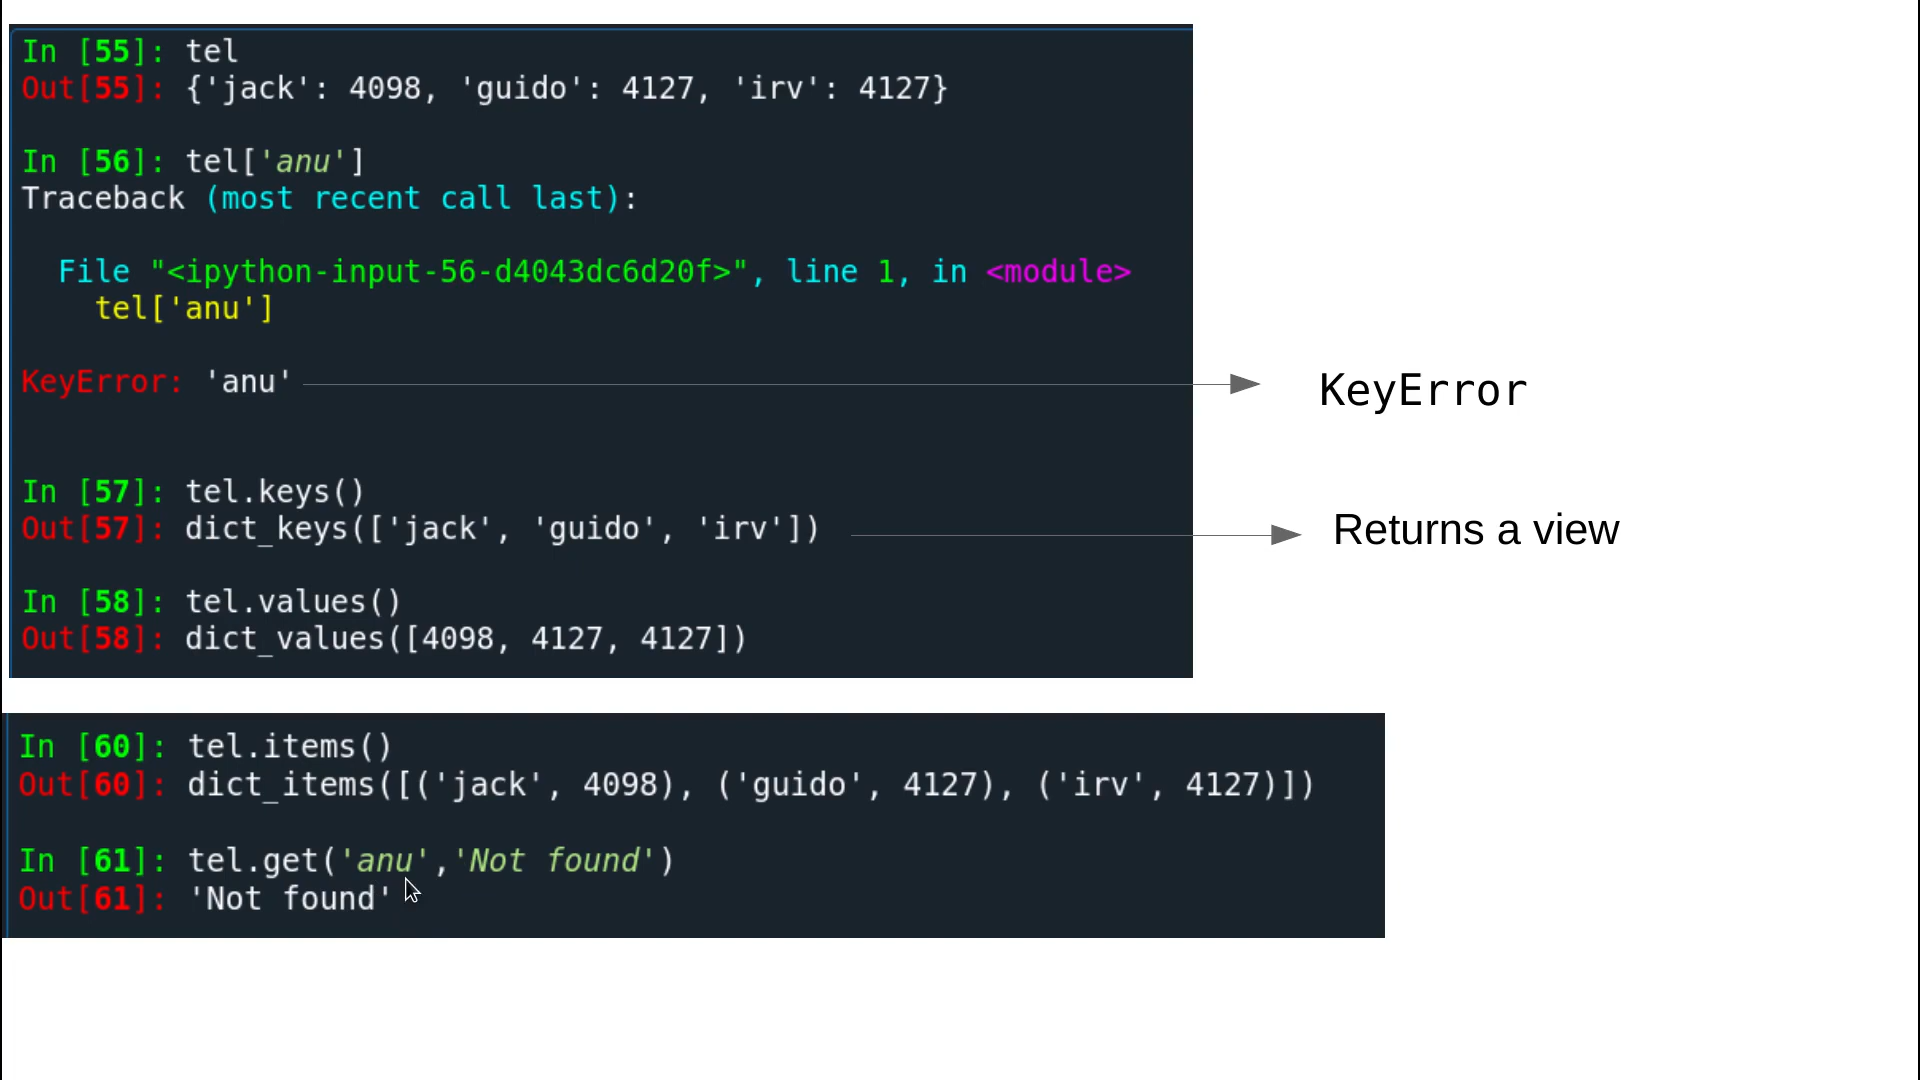 In [55]: tel
Out[55]: {'jack': 4098, 'guido': 4127, 'irv': 4127}
In [56]: tel['anu']
Traceback (most recent call last):
File "<ipython-input-56-d4043dc6d20f>", line 1, in <module>
tel['anu']
KeyError: 'anu'
KeyError
In [57]: tel.keys()
Out[57]: dict_keys(['jack', 'guido', 'irv'])
Returns a view
In [58]: tel.values()
Out[58]: dict_values([4098, 4127, 4127])
In [60]: tel.items()
Out[60]: dict_items([('jack', 4098), ('guido', 4127), ('irv', 4127)])
In [61]: tel.get('anu','Not found')
Out[61]: 'Not found'